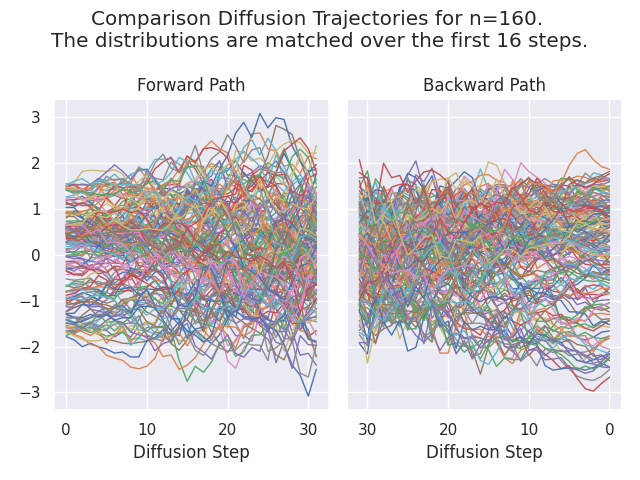 Comparison Diffusion Trajectories for n=160.
The distributions are matched over the first 16 steps.
Forward Path
Backward Path
3
2
1
0
−1
−2
−3
0
10
20
30
30
20
10
0
Diffusion Step
Diffusion Step